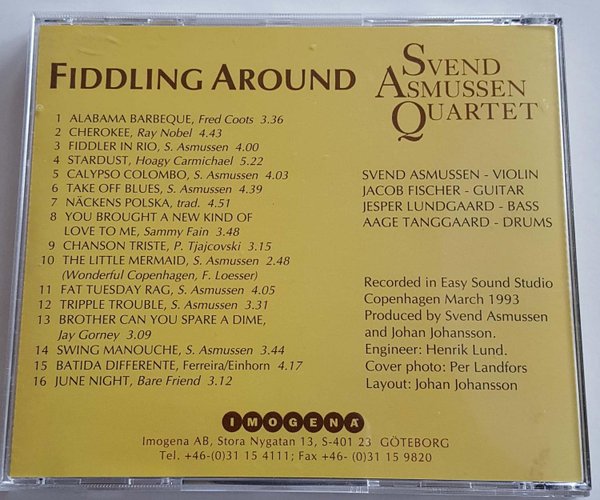 FIDDLING AROUND
SVEND
ASMUSSEN
QUARTET
1 ALABAMA BARBEQUE, Fred Coots 3.36
2 CHEROKEE, Ray Nobel 4.43
3 FIDDLER IN RIO, S. Asmussen 4.00
4 STARDUST, Hoagy Carmichael 5.22
5 CALYPSO COLOMBO, S. Asmussen 4.03
6 TAKE OFF BLUES, S. Asmussen 4.39
7 NÄCKENS POLSKA, trad. 4.51
8 YOU BROUGHT A NEW KIND OF
LOVE TO ME, Sammy Fain 3.48
9 CHANSON TRISTE, P. Tjajcovski 3.15
10 THE LITTLE MERMAID, S. Asmussen 2.48
(Wonderful Copenhagen, F. Loesser)
11 FAT TUESDAY RAG, S. Asmussen 4.05
12 TRIPPLE TROUBLE, S. Asmussen 3.31
13 BROTHER CAN YOU SPARE A DIME,
Jay Gorney 3.09
14 SWING MANOUCHE, S. Asmussen 3.44
15 BATIDA DIFFERENTE, Ferreira/Einhorn 4.17
16 JUNE NIGHT, Bare Friend 3.12
SVEND ASMUSSEN - VIOLIN
JACOB FISCHER - GUITAR
JESPER LUNDGAARD - BASS
AAGE TANGGAARD - DRUMS
Recorded in Easy Sound Studio
Copenhagen March 1993
Produced by Svend Asmussen
and Johan Johansson.
Engineer: Henrik Lund.
Cover photo: Per Landfors
Layout: Johan Johansson
IMOGENA
Imogena AB, Stora Nygatan 13, S-401 23 GÖTEBORG
Tel. +46-(0)31 15 4111; Fax +46- (0)31 15 9820